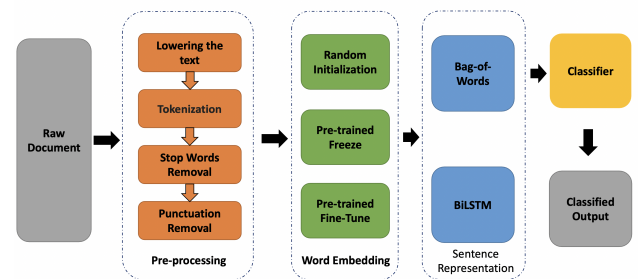 Raw
Document
Lowering the
text
Tokenization
Stop Words
Removal
Punctuation
Removal
Pre-processing
Random
Initialization
Pre-trained
Freeze
Pre-trained
Fine-Tune
Word Embedding
Bag-of-
Words
BiLSTM
Sentence
Representation
Classifier
Classified
Output